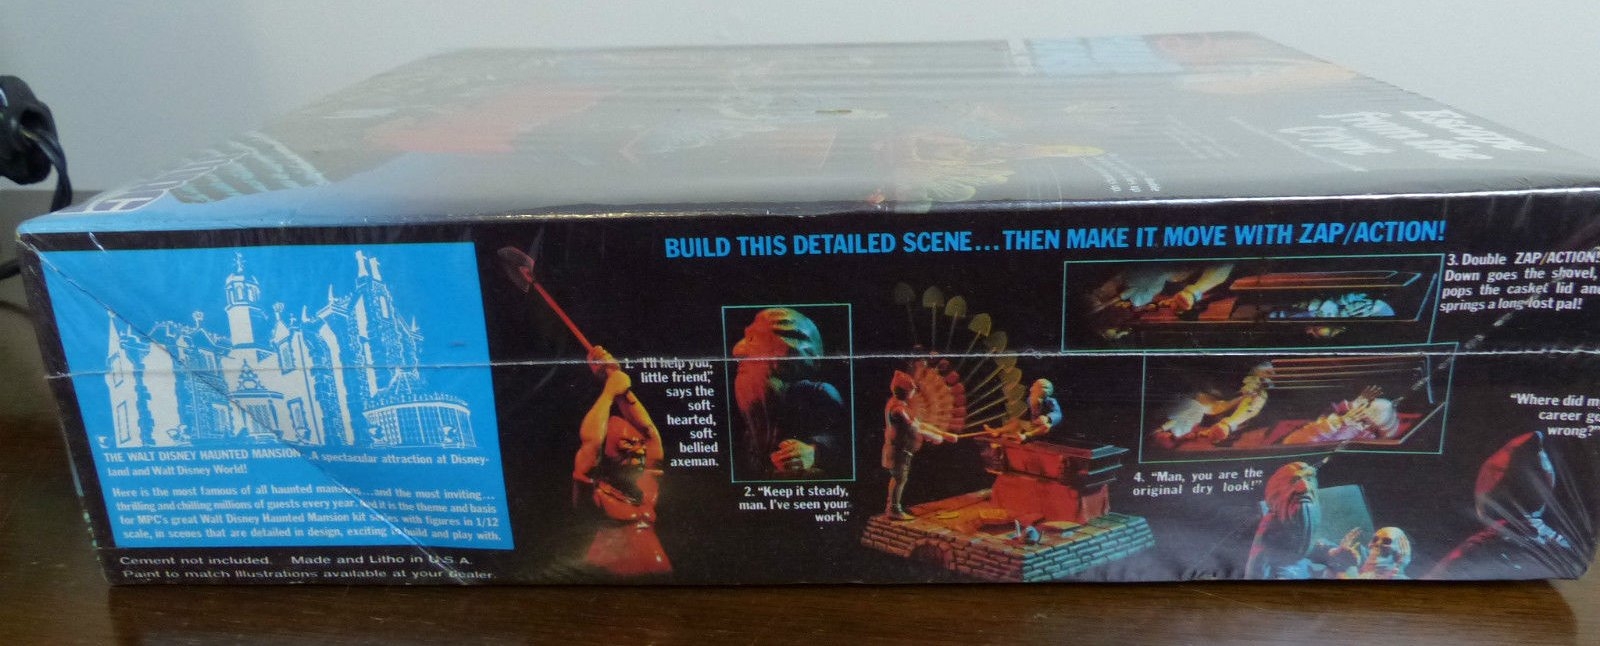 Escape
from the
Crypt
BUILD THIS DETAILED SCENE...THEN MAKE IT MOVE WITH ZAP/ACTION!
THE WALT DISNEY HAUNTED MANSION...A spectacular attraction at Disney-
land and Walt Disney World!
Here is the most famous of all haunted mansions...and the most inviting...
thrilling and chilling millions of guests every year. And it is the theme and basis
for MPC's great Walt Disney Haunted Mansion kit series with figures in 1/12
scale, in scenes that are detailed in design, exciting to build and play with.
Cement not included. Made and Litho in U.S.A.
Paint to match illustrations available at your dealer.
1. "I'll help you,
little friend,"
says the
soft-
hearted,
soft-
bellied
axeman.
2. "Keep it steady,
man. I've seen your
work."
3. Double ZAP/ACTION!
Down goes the shovel,
pops the casket lid and
springs a long-lost pal!
4. "Man, you are the
original dry look!"
"Where did m
career go
wrong?"